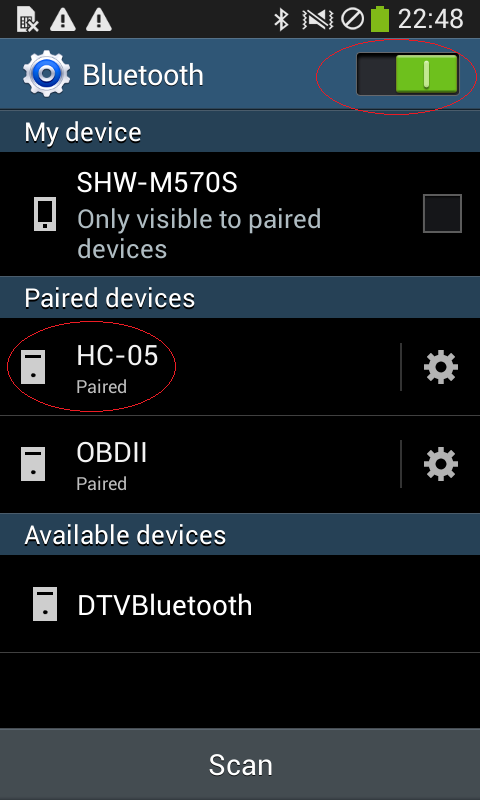 22:48
Bluetooth
My device
SHW-M570S
Only visible to paired
devices
Paired devices
HC-05
Paired
OBDII
Paired
Available devices
DTVBluetooth
Scan